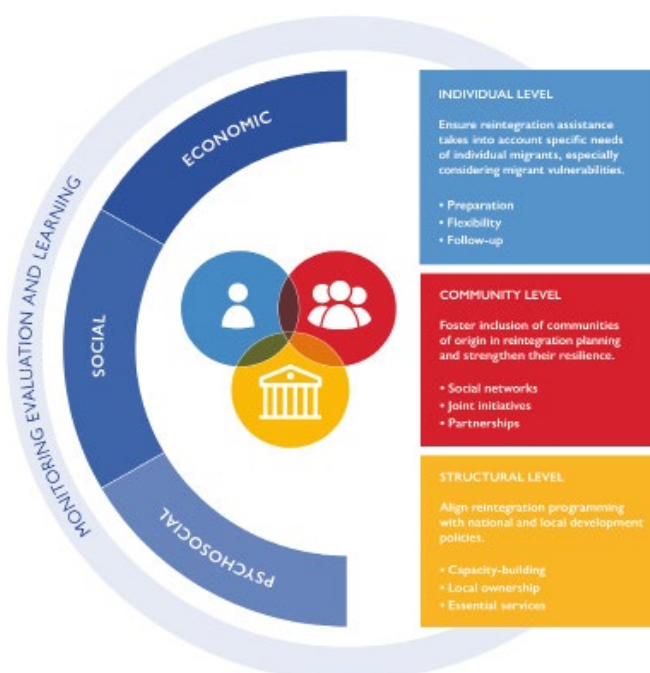 MONITORING EVALUATION AND LEARNING
ECONOMIC
SOCIAL
PSYCHOSOCIAL
INDIVIDUAL LEVEL
Ensure reintegration assistance
takes into account specific needs
of individual migrants, especially
considering migrant vulnerabilities.
• Preparation
• Flexibility
• Follow-up
COMMUNITY LEVEL
Foster inclusion of communities
of origin in reintegration planning
and strengthen their resilience.
• Social networks
• Joint initiatives
• Partnerships
STRUCTURAL LEVEL
Align reintegration programming
with national and local development
policies.
• Capacity-building
• Local ownership
• Essential services